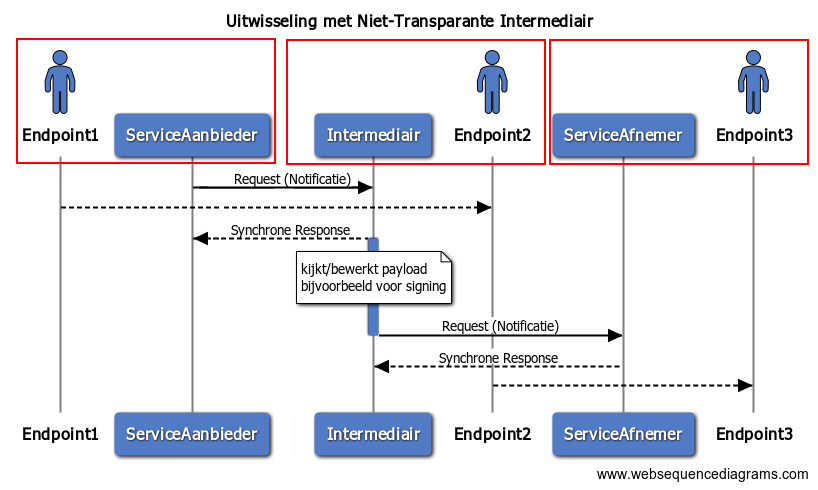 Uitwisseling met Niet-Transparante Intermediair
Endpoint1
ServiceAanbieder
Intermediair
Endpoint2
ServiceAfnemer
Endpoint3
Request (Notificatie)
Synchrone Response
kijkt/bewerkt payload
bijvoorbeeld voor signing
Request (Notificatie)
Synchrone Response
Endpoint1
ServiceAanbieder
Intermediair
Endpoint2
ServiceAfnemer
Endpoint3
www.websequencediagrams.com